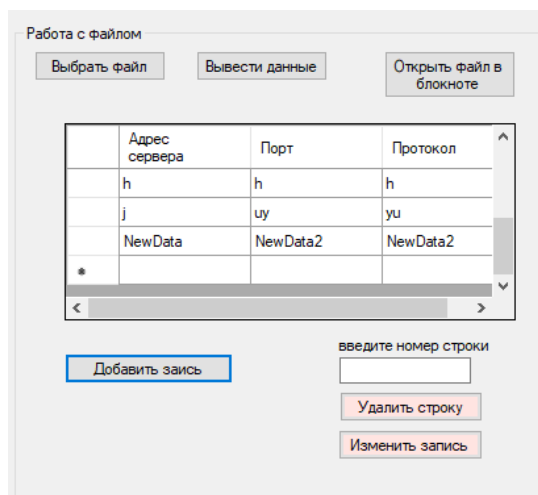 Работа с файлом
Выбрать файл Вывести данные Открыть файл в
блокноте
Адрес
сервера Порт Протокол
h h h
j uy yu
NewData NewData2 NewData2
*
введите номер строки
Добавить заись
Удалить строку
Изменить запись